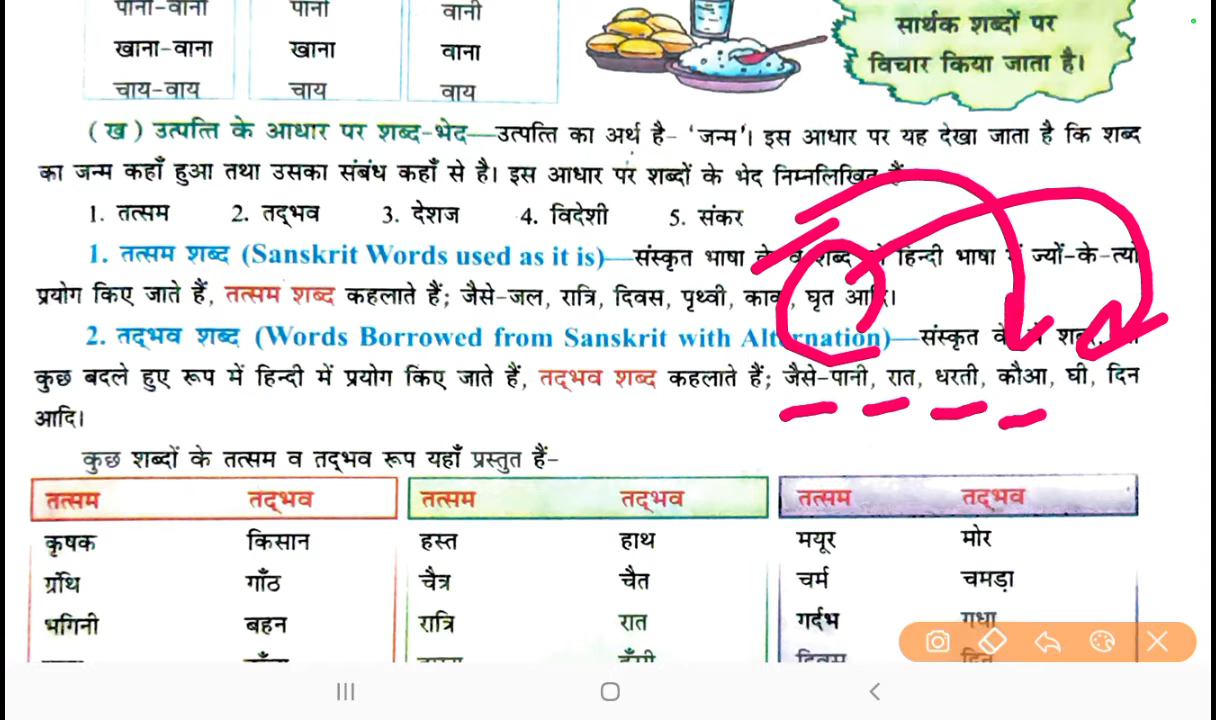 पानी-वानी पानी वानी
सार्थक शब्दों पर
खाना-वाना खाना वाना
विचार किया जाता है।
चाय-वाय चाय वाय
(ख) उत्पत्ति के आधार पर शब्द-भेद—उत्पत्ति का अर्थ है- 'जन्म'। इस आधार पर यह देखा जाता है कि शब्द
का जन्म कहाँ हुआ तथा उसका संबंध कहाँ से है। इस आधार पर शब्दों के भेद निम्नलिखित हैं
1. तत्सम 2. तद्भव 3. देशज 4. विदेशी 5. संकर
1. तत्सम शब्द (Sanskrit Words used as it is)—संस्कृत भाषा के वे शब्द जो हिन्दी भाषा में ज्यों-के-त्यों
प्रयोग किए जाते हैं, तत्सम शब्द कहलाते हैं; जैसे-जल, रात्रि, दिवस, पृथ्वी, काक, घृत आदि।
2. तद्भव शब्द (Words Borrowed from Sanskrit with Alternation)—संस्कृत के
कुछ बदले हुए रूप में हिन्दी में प्रयोग किए जाते हैं, तद्भव शब्द कहलाते हैं; जैसे-पानी, रात, धरती, कौआ, घी, दिन
आदि।
कुछ शब्दों के तत्सम व तद्भव रूप यहाँ प्रस्तुत हैं-
तत्सम तद्भव तत्सम तद्भव तत्सम तद्भव
कृषक किसान हस्त हाथ मयूर मोर
ग्रंथि गाँठ चैत्र चैत चर्म चमड़ा
भगिनी बहन रात्रि रात गर्दभ गधा
दिवस दिन